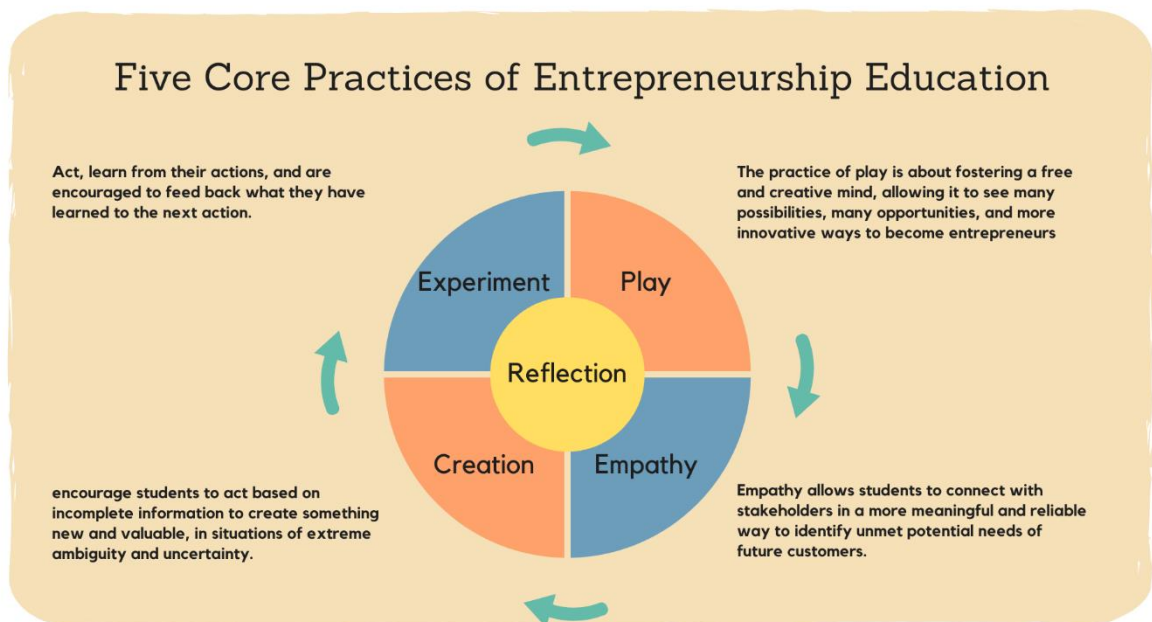 Five Core Practices of Entrepreneurship Education
Act, learn from their actions, and are
encouraged to feed back what they have
learned to the next action.
The practice of play is about fostering a free
and creative mind, allowing it to see many
possibilities, many opportunities, and more
innovative ways to become entrepreneurs
Experiment
Play
Reflection
Creation
Empathy
encourage students to act based on
incomplete information to create something
new and valuable, in situations of extreme
ambiguity and uncertainty.
Empathy allows students to connect with
stakeholders in a more meaningful and reliable
way to identify unmet potential needs of
future customers.